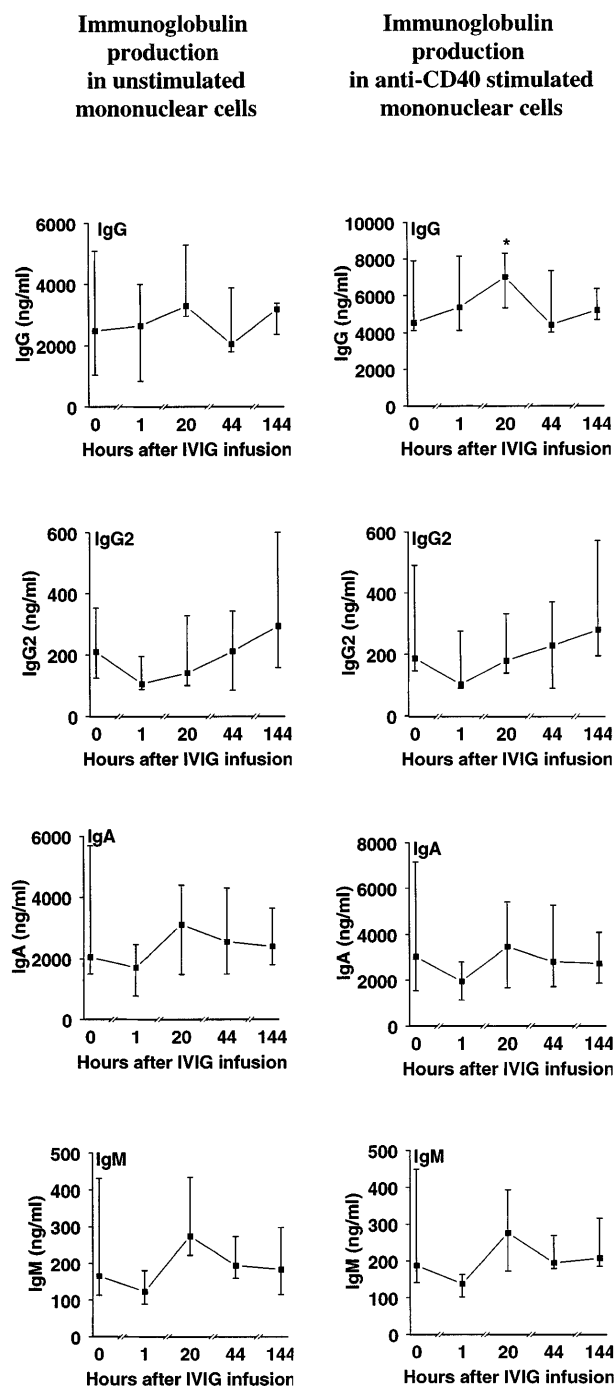 Immunoglobulin
production
in unstimulated
mononuclear cells
Immunoglobulin
production
in anti-CD40 stimulated
mononuclear cells
IgG
6000
4000
2000
0
IgG (ng/ml)
0 1 20 44 144
Hours after IVIG infusion
IgG
10000
8000
6000
4000
2000
0
IgG (ng/ml)
*
0 1 20 44 144
Hours after IVIG infusion
IgG2
600
400
200
0
IgG2 (ng/ml)
0 1 20 44 144
Hours after IVIG infusion
IgG2
600
400
200
0
IgG2 (ng/ml)
0 1 20 44 144
Hours after IVIG infusion
IgA
6000
4000
2000
0
IgA (ng/ml)
0 1 20 44 144
Hours after IVIG infusion
IgA
8000
6000
4000
2000
0
IgA (ng/ml)
0 1 20 44 144
Hours after IVIG infusion
IgM
500
400
300
200
100
0
IgM (ng/ml)
0 1 20 44 144
Hours after IVIG infusion
IgM
500
400
300
200
100
0
IgM (ng/ml)
0 1 20 44 144
Hours after IVIG infusion